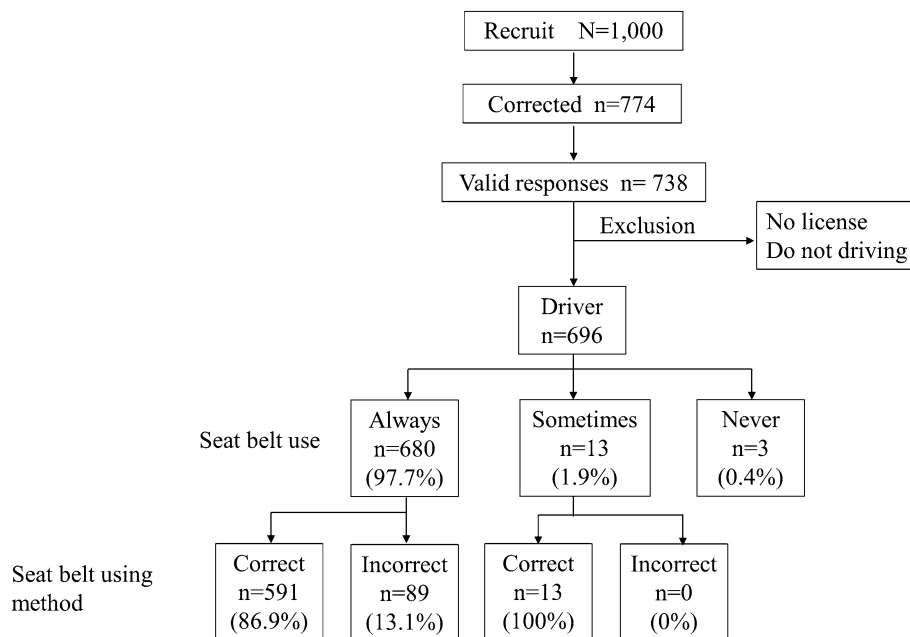 Recruit N=1,000
Corrected n=774
Valid responses n= 738
Exclusion
No license
Do not driving
Driver
n=696
Seat belt use
Always
n=680
(97.7%)
Sometimes
n=13
(1.9%)
Never
n=3
(0.4%)
Seat belt using
method
Correct
n=591
(86.9%)
Incorrect
n=89
(13.1%)
Correct
n=13
(100%)
Incorrect
n=0
(0%)